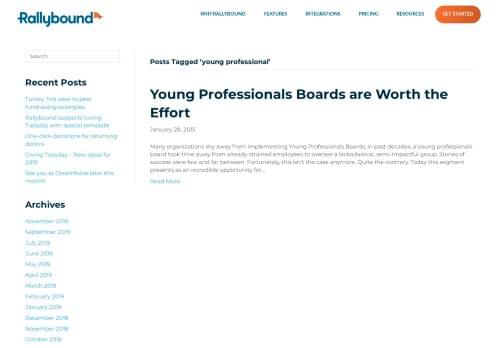 Rallybound
WHY RALLYBOUND
FEATURES
INTEGRATIONS
PRICING
RESOURCES
GET STARTED
Search
Recent Posts
Turkey Trot peer to peer
fundraising examples
Rallybound supports Giving
Tuesday with special template
One-click donations for returning
donors
Giving Tuesday – New ideas for
2019
See you at Dreamforce later this
month!
Archives
November 2019
September 2019
July 2019
June 2019
May 2019
April 2019
March 2019
February 2019
January 2019
December 2018
November 2018
October 2018
Posts Tagged ‘young professional’
Young Professionals Boards are Worth the
Effort
January 28, 2015
Many organizations shy away from implementing Young Professionals Boards; in past decades, a young professionals
board took time away from already strained employees to oversee a lackadaisical, semi-impactful group. Stories of
success were few and far between. Fortunately, this isn't the case anymore. Quite the contrary. Today this segment
presents as an incredible opportunity for...
Read More